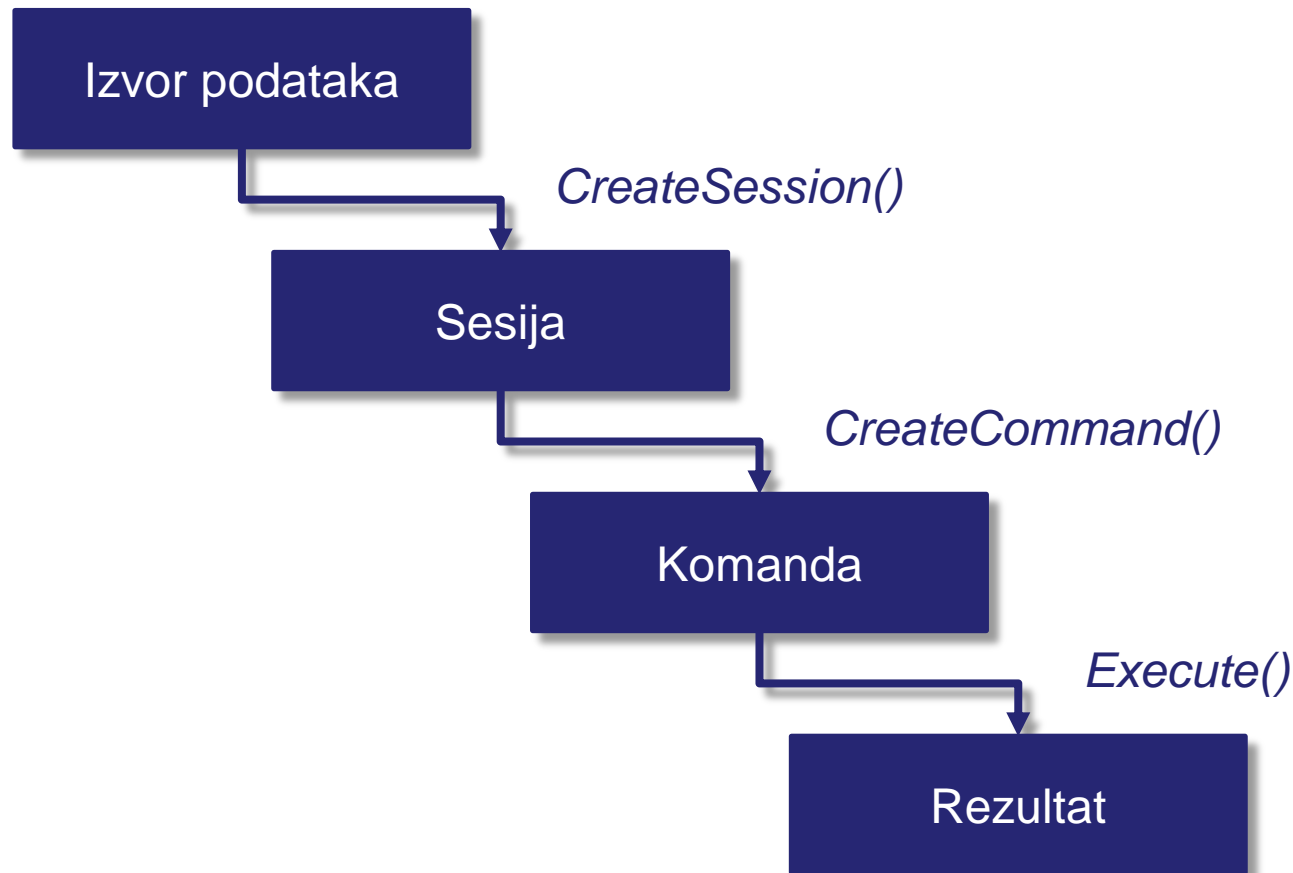 Izvor podataka
CreateSession()
Sesija
CreateCommand()
Komanda
Execute()
Rezultat